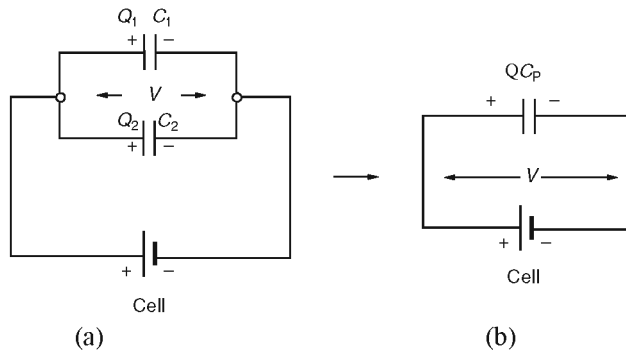 Q₁ C₁
+ −
V
Q₂ C₂
+ −
+ −
Cell
(a)
QCₚ
+ −
V
+ −
Cell
(b)